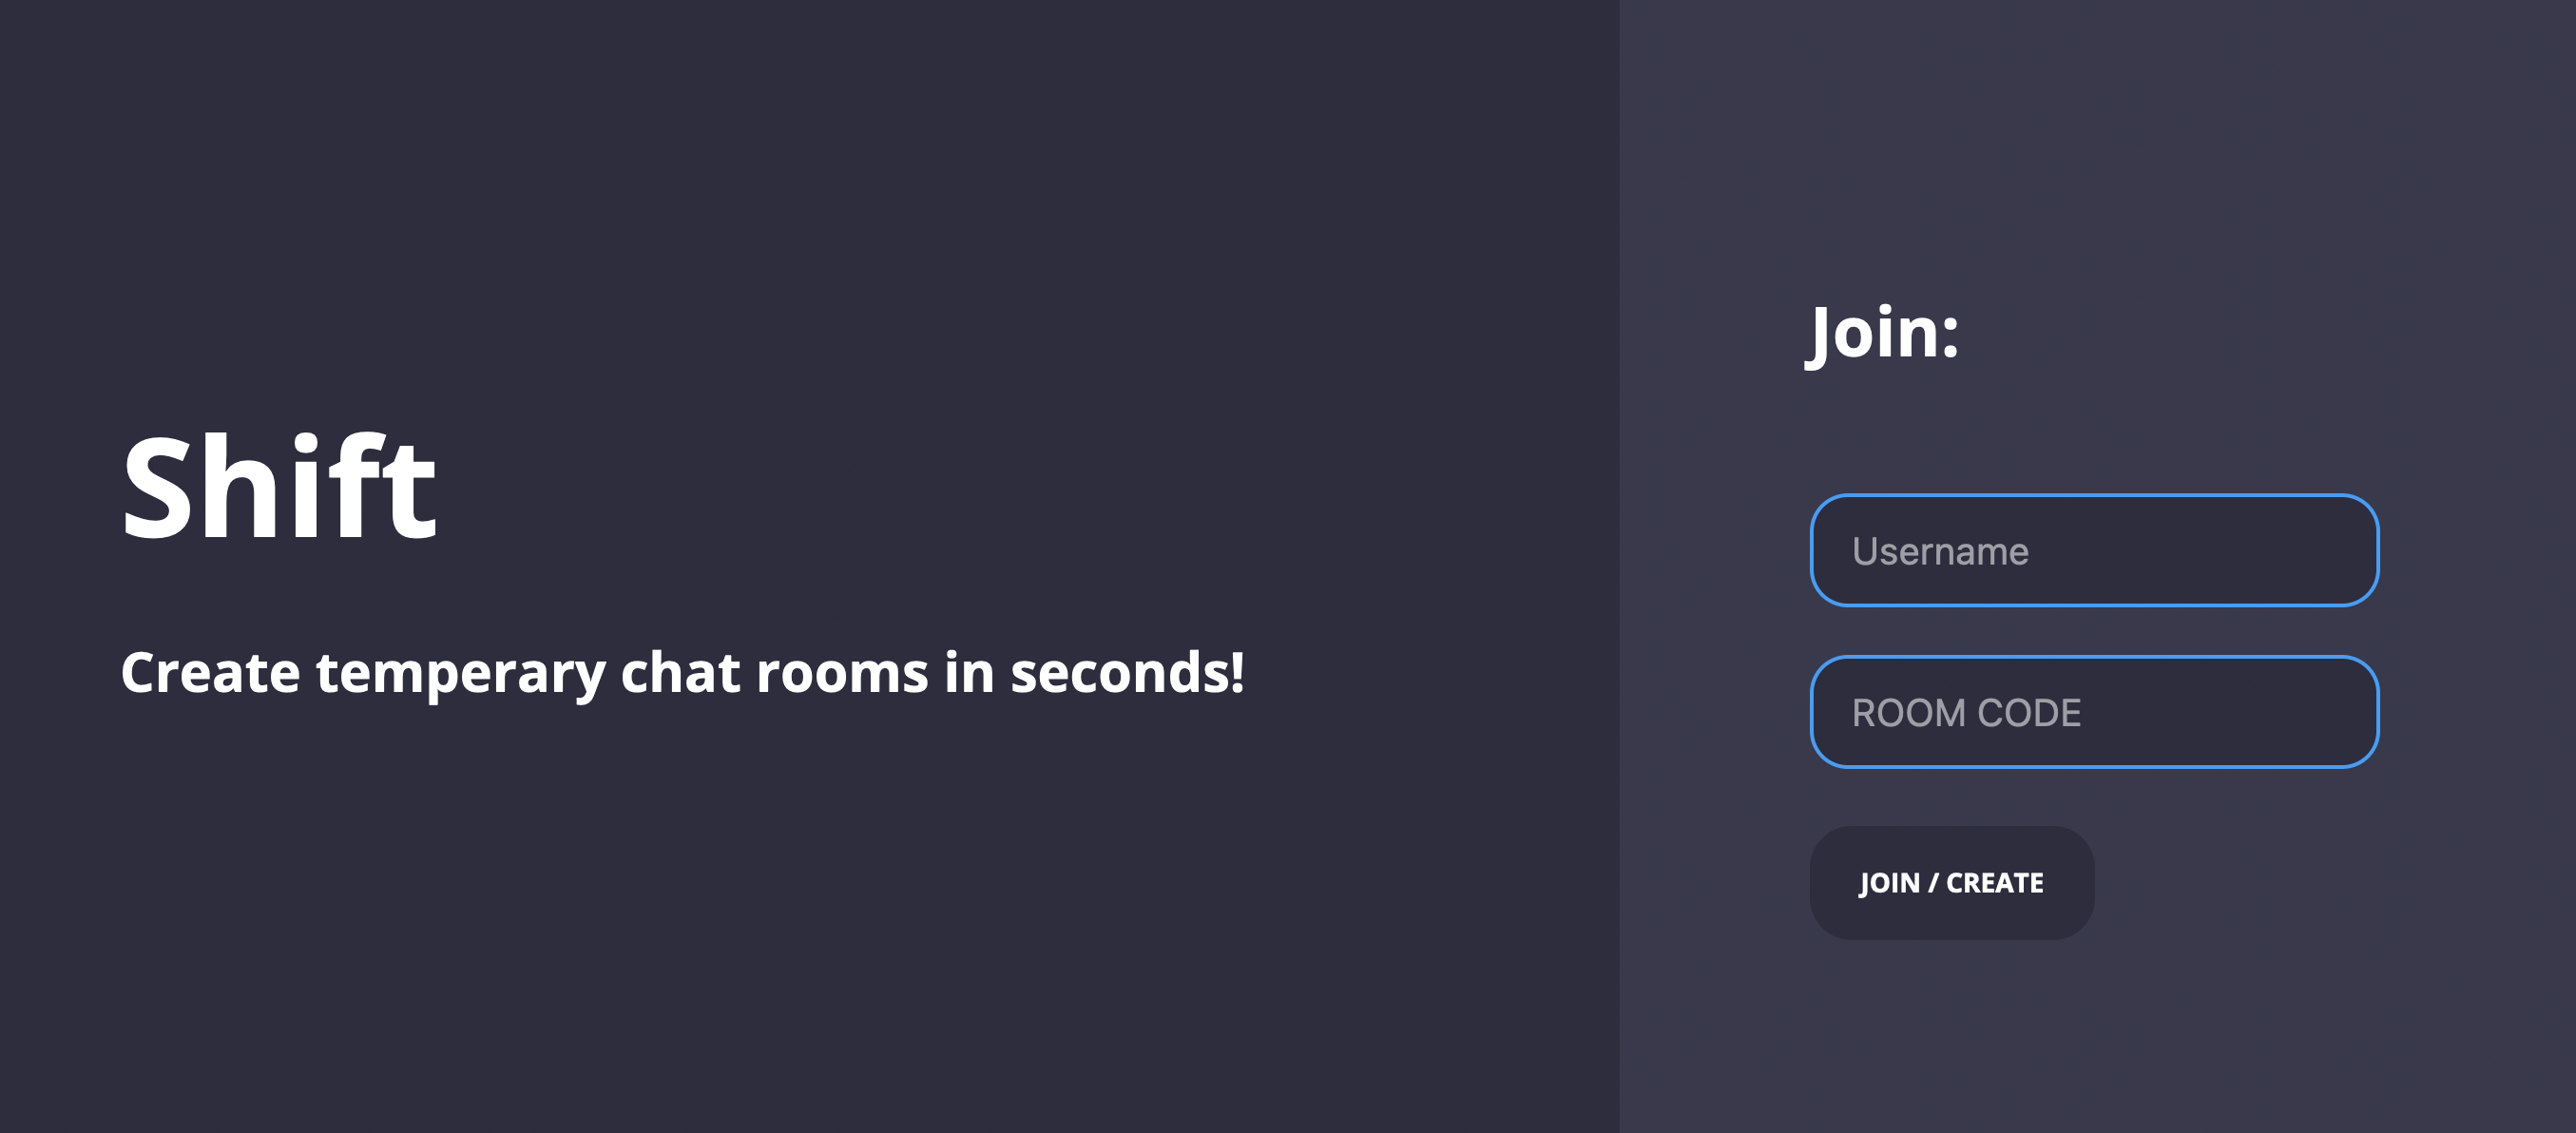 Shift
Create temperary chat rooms in seconds!
Join:
Username
ROOM CODE
JOIN / CREATE